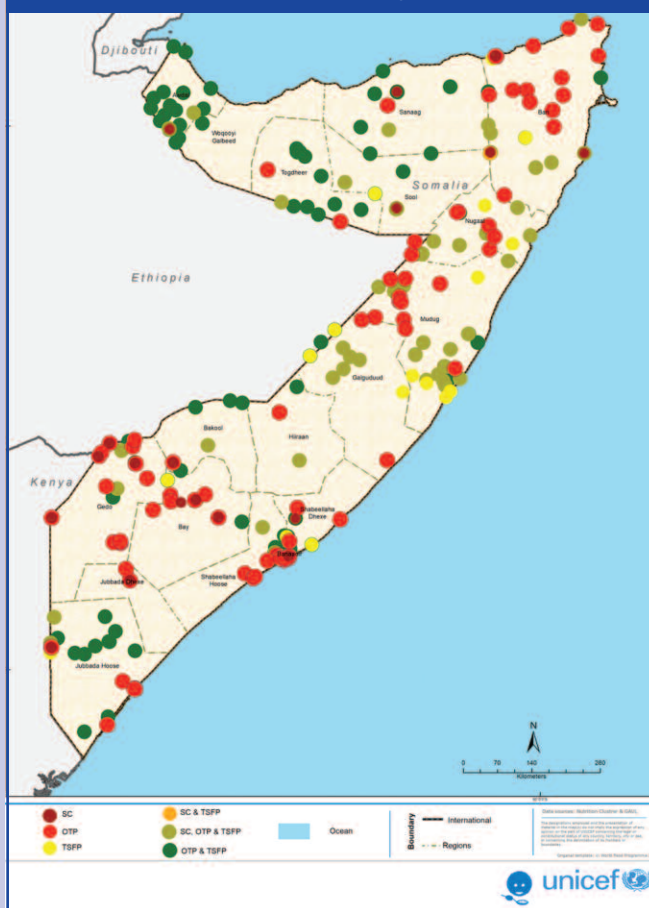 Djibouti
Awdal
Woqooyi
Galbeed
Sanaag
Bari
Togdheer
Somalia
Sool
Nugaal
Ethiopia
Mudug
Galguduud
Bakool
Hiiraan
Kenya
Gedo
Bay
Shabeellaha
Dhexe
Banadir
Jubbada Dhexe
Shabeellaha
Hoose
Jubbada Hoose
N
0 70 140 280
Kilometers
SC
OTP
TSFP
SC & TSFP
SC, OTP & TSFP
OTP & TSFP
Ocean
Boundary
International
Regions
Data sources: Nutrition Cluster &
unicef